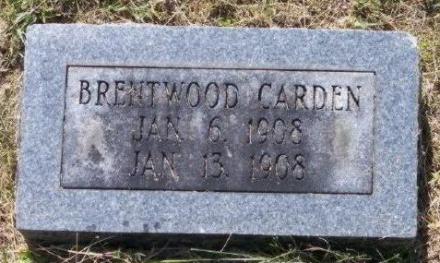 BRENTWOOD CARDEN
JAN 6, 1908
JAN 13, 1908